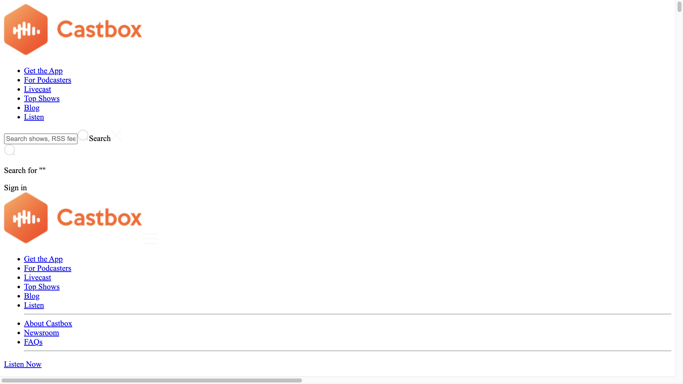 Castbox
Get the App
For Podcasters
Livecast
Top Shows
Blog
Listen
Search shows, RSS fee
Search
Search for ""
Sign in
Castbox
Get the App
For Podcasters
Livecast
Top Shows
Blog
Listen
About Castbox
Newsroom
FAQs
Listen Now